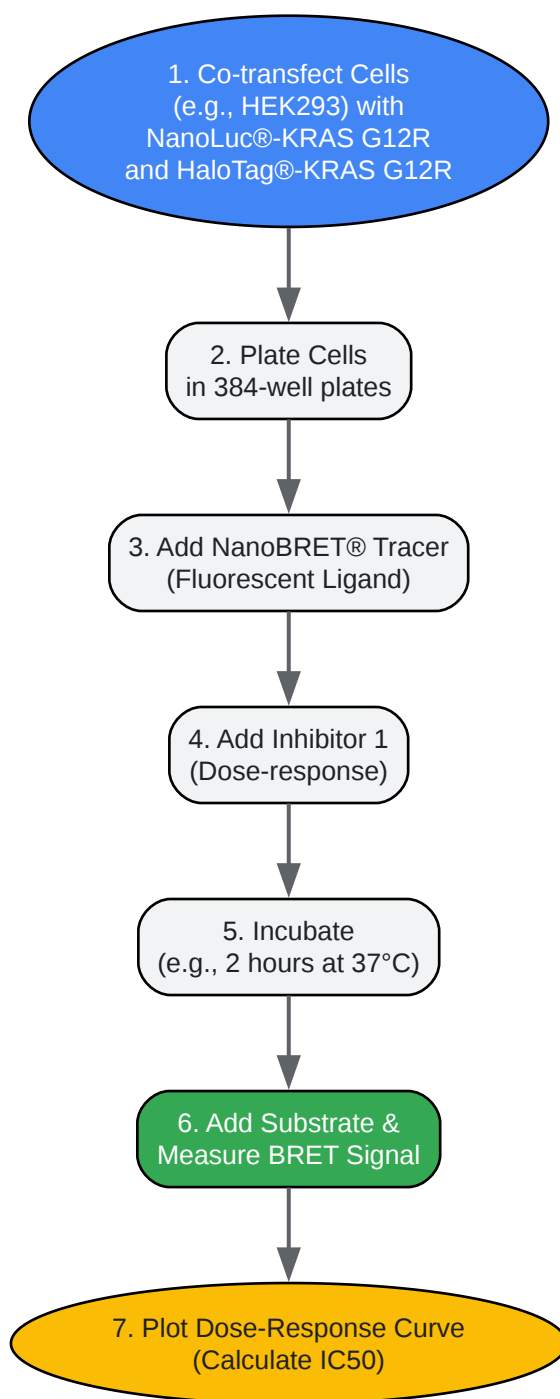 1. Co-transfect Cells
(e.g., HEK293) with
NanoLuc®-KRAS G12R
and HaloTag®-KRAS G12R
2. Plate Cells
in 384-well plates
3. Add NanoBRET® Tracer
(Fluorescent Ligand)
4. Add Inhibitor 1
(Dose-response)
5. Incubate
(e.g., 2 hours at 37°C)
6. Add Substrate &
Measure BRET Signal
7. Plot Dose-Response Curve
(Calculate IC50)